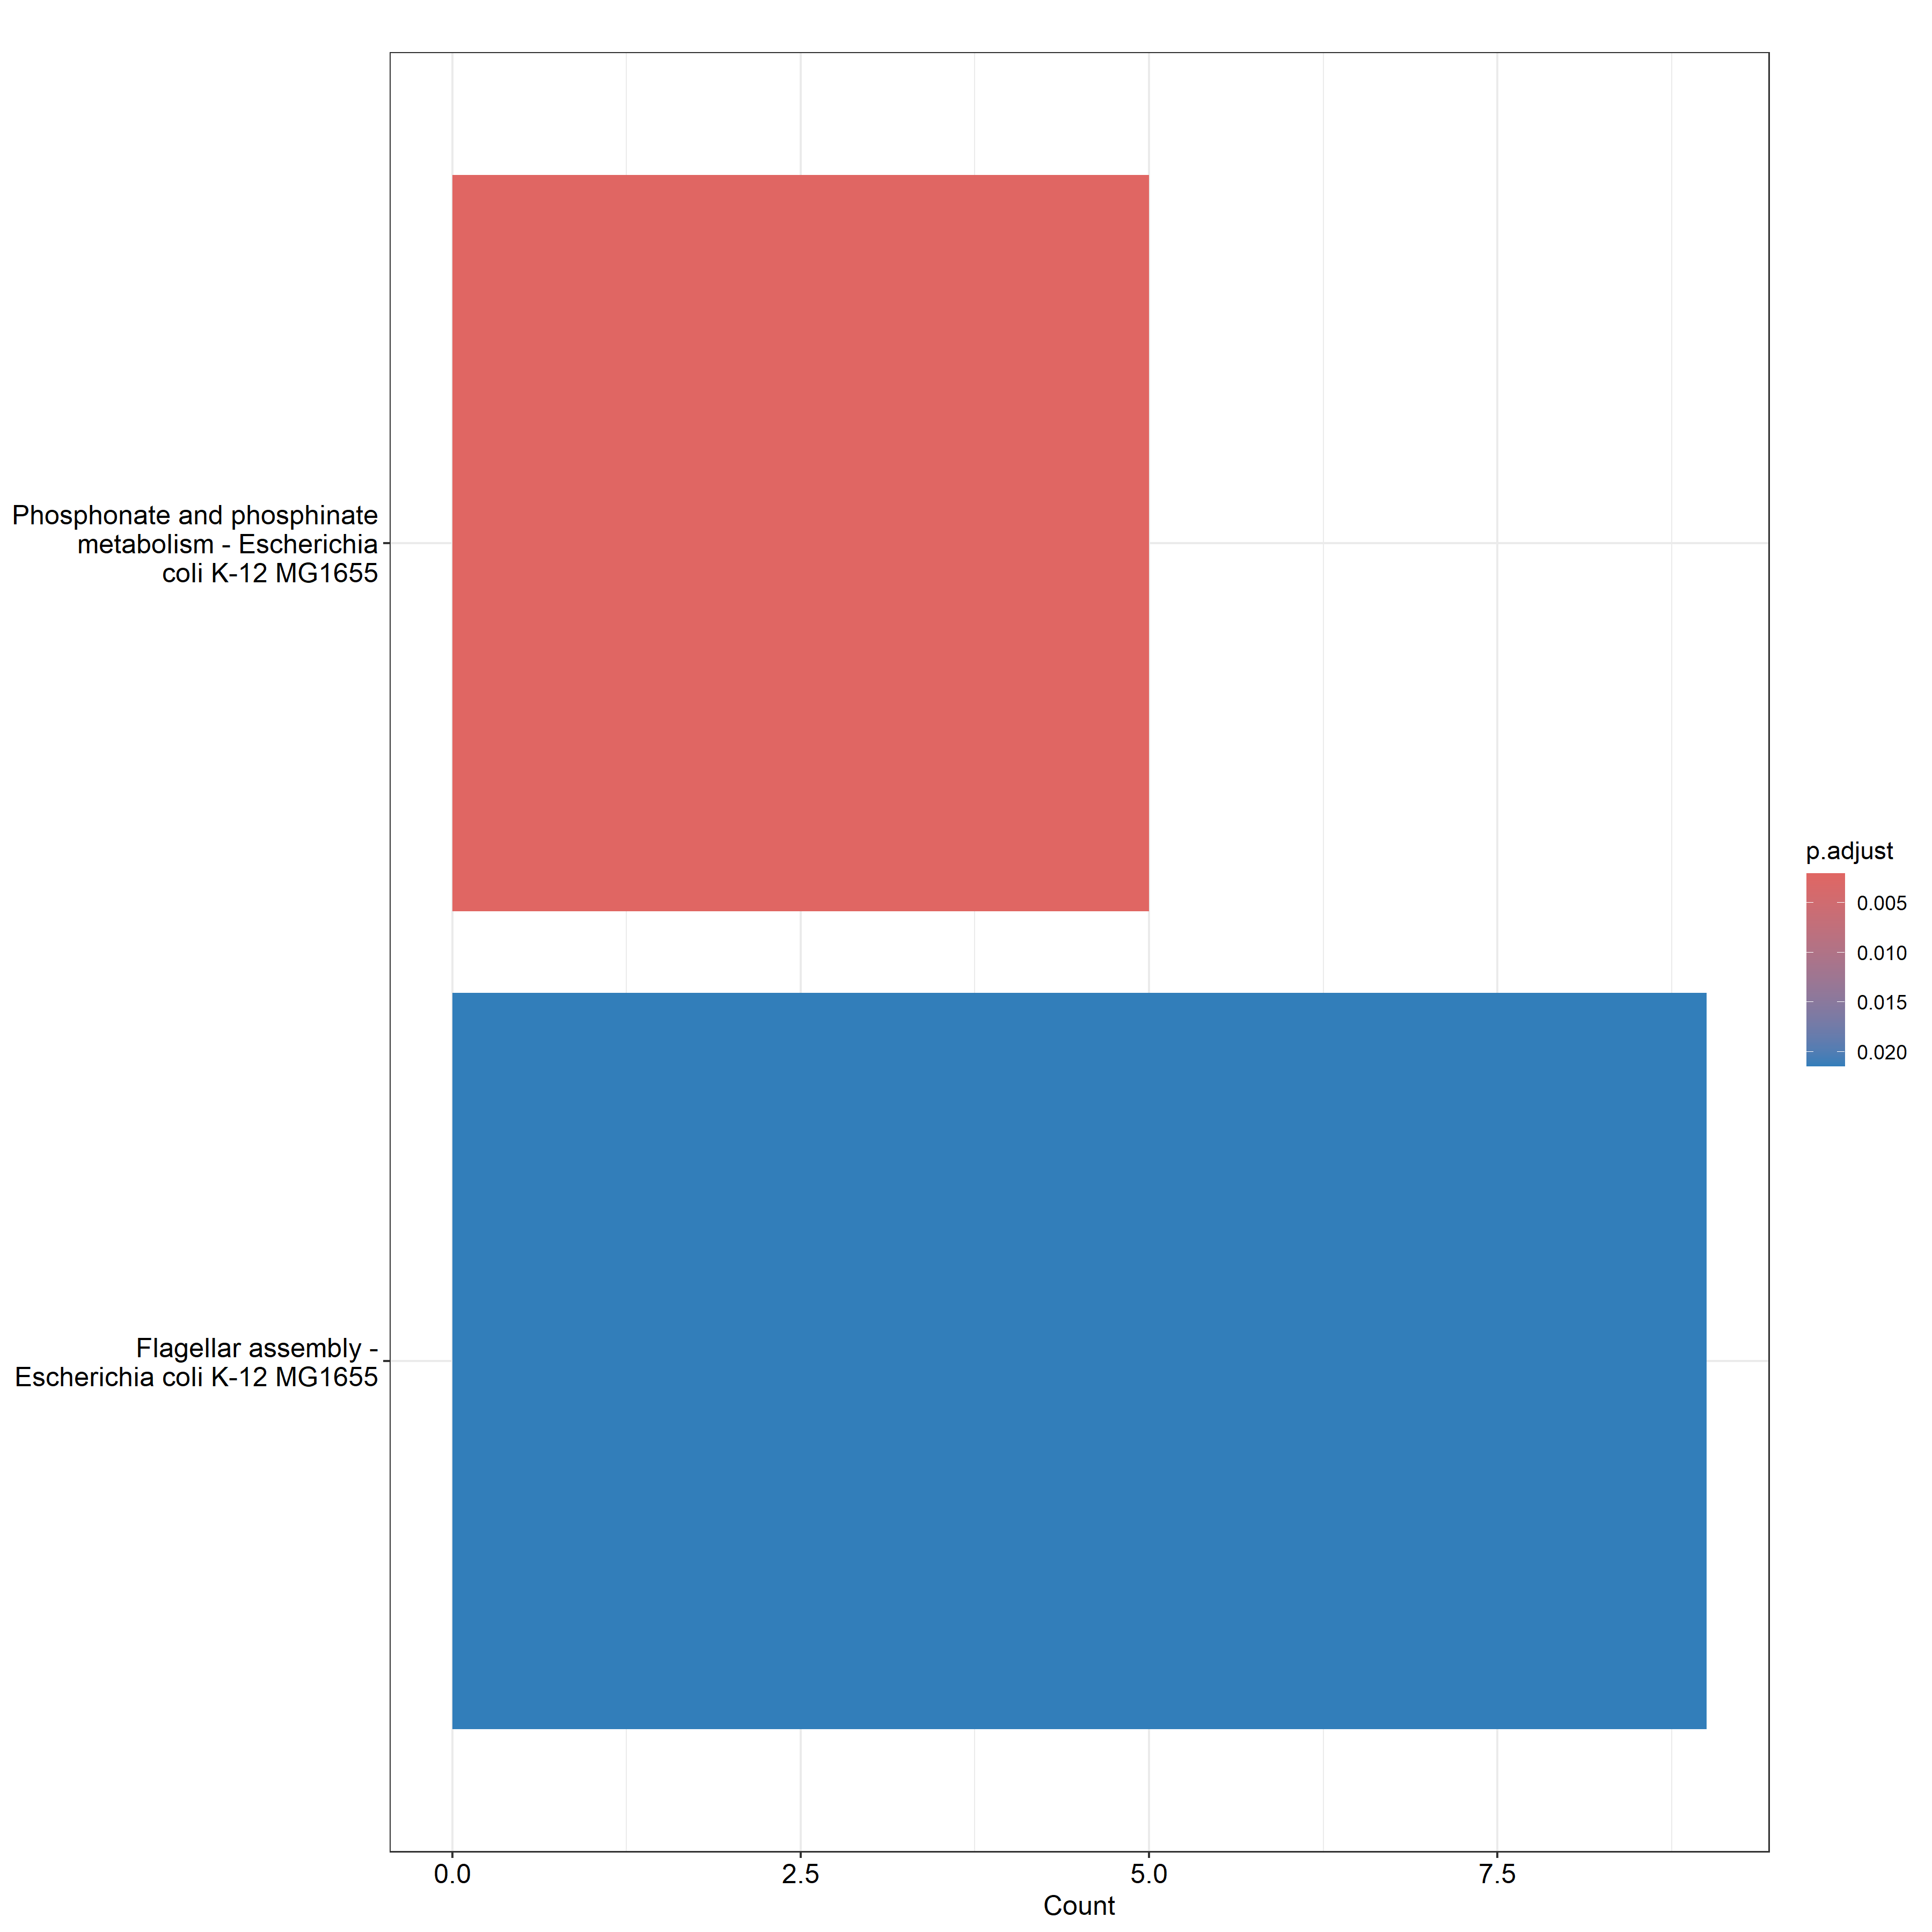 Phosphonate and phosphinate
metabolism - Escherichia
coli K-12 MG1655
Flagellar assembly -
Escherichia coli K-12 MG1655
0.0
2.5
5.0
7.5
Count
p.adjust
0.005
0.010
0.015
0.020